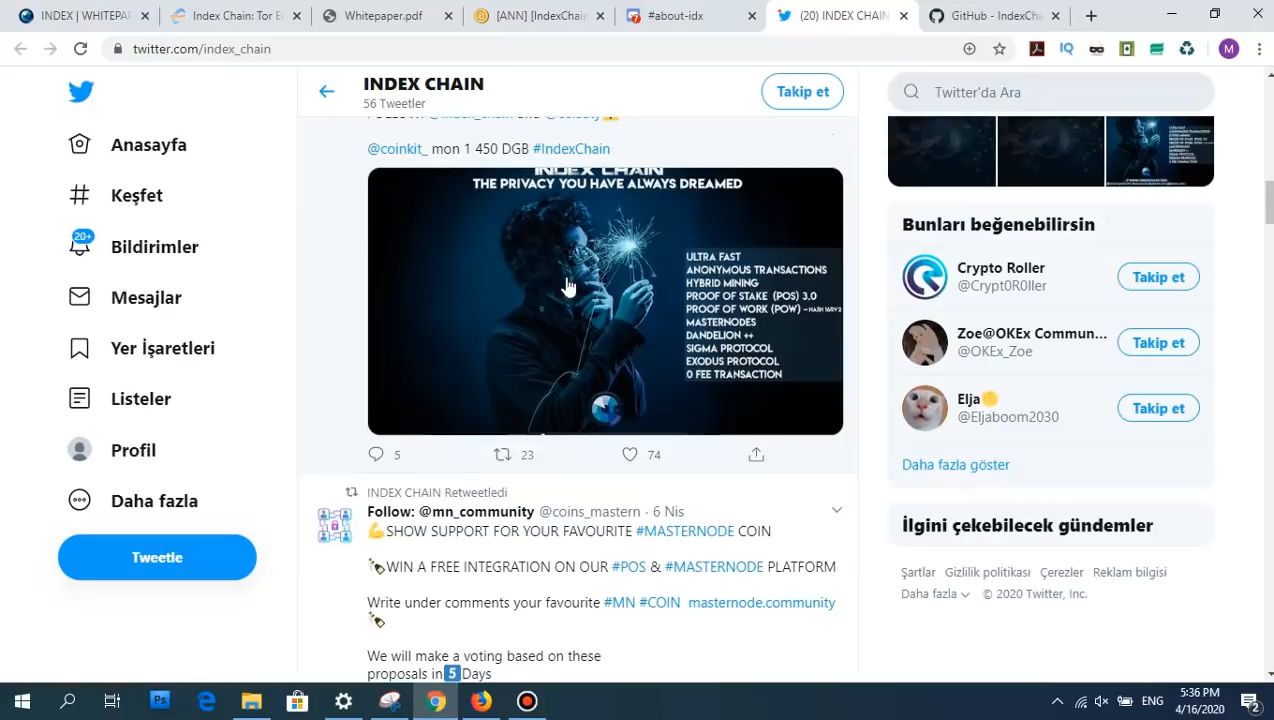 INDEX | WHITEPA
Index Chain: Tor E
Whitepaper.pdf
[ANN] [IndexChain
#about-idx
(20) INDEX CHAIN
GitHub - IndexCha
twitter.com/index_chain
IQ
M
INDEX CHAIN
56 Tweetler
Takip et
Twitter'da Ara
Anasayfa
Keşfet
20+
Bildirimler
Mesajlar
Yer İşaretleri
Listeler
Profil
Daha fazla
Tweetle
@coinkit_ mon 1 450 DGB #IndexChain
INDEX CHAIN
THE PRIVACY YOU HAVE ALWAYS DREAMED
ULTRA FAST
ANONYMOUS TRANSACTIONS
HYBRID MINING
PROOF OF STAKE (POS) 3.0
PROOF OF WORK (POW) - HASH 16RV2
MASTERNODES
DANDELION ++
SIGMA PROTOCOL
EXODUS PROTOCOL
0 FEE TRANSACTION
5
23
74
INDEX CHAIN Retweetledi
Follow: @mn_community @coins_mastern · 6 Nis
💪SHOW SUPPORT FOR YOUR FAVOURITE #MASTERNODE COIN
🍾WIN A FREE INTEGRATION ON OUR #POS & #MASTERNODE PLATFORM
Write under comments your favourite #MN #COIN masternode.community
🍾
We will make a voting based on these
proposals in 5️⃣ Days
Bunları beğenebilirsin
Crypto Roller
@Crypt0R0ller
Takip et
Zoe@OKEx Commun...
@OKEx_Zoe
Takip et
Elja
@Eljaboom2030
Takip et
Daha fazla göster
İlgini çekebilecek gündemler
Şartlar Gizlilik politikası Çerezler Reklam bilgisi
Daha fazla © 2020 Twitter, Inc.
Ps
ENG
5:36 PM
4/16/2020
2